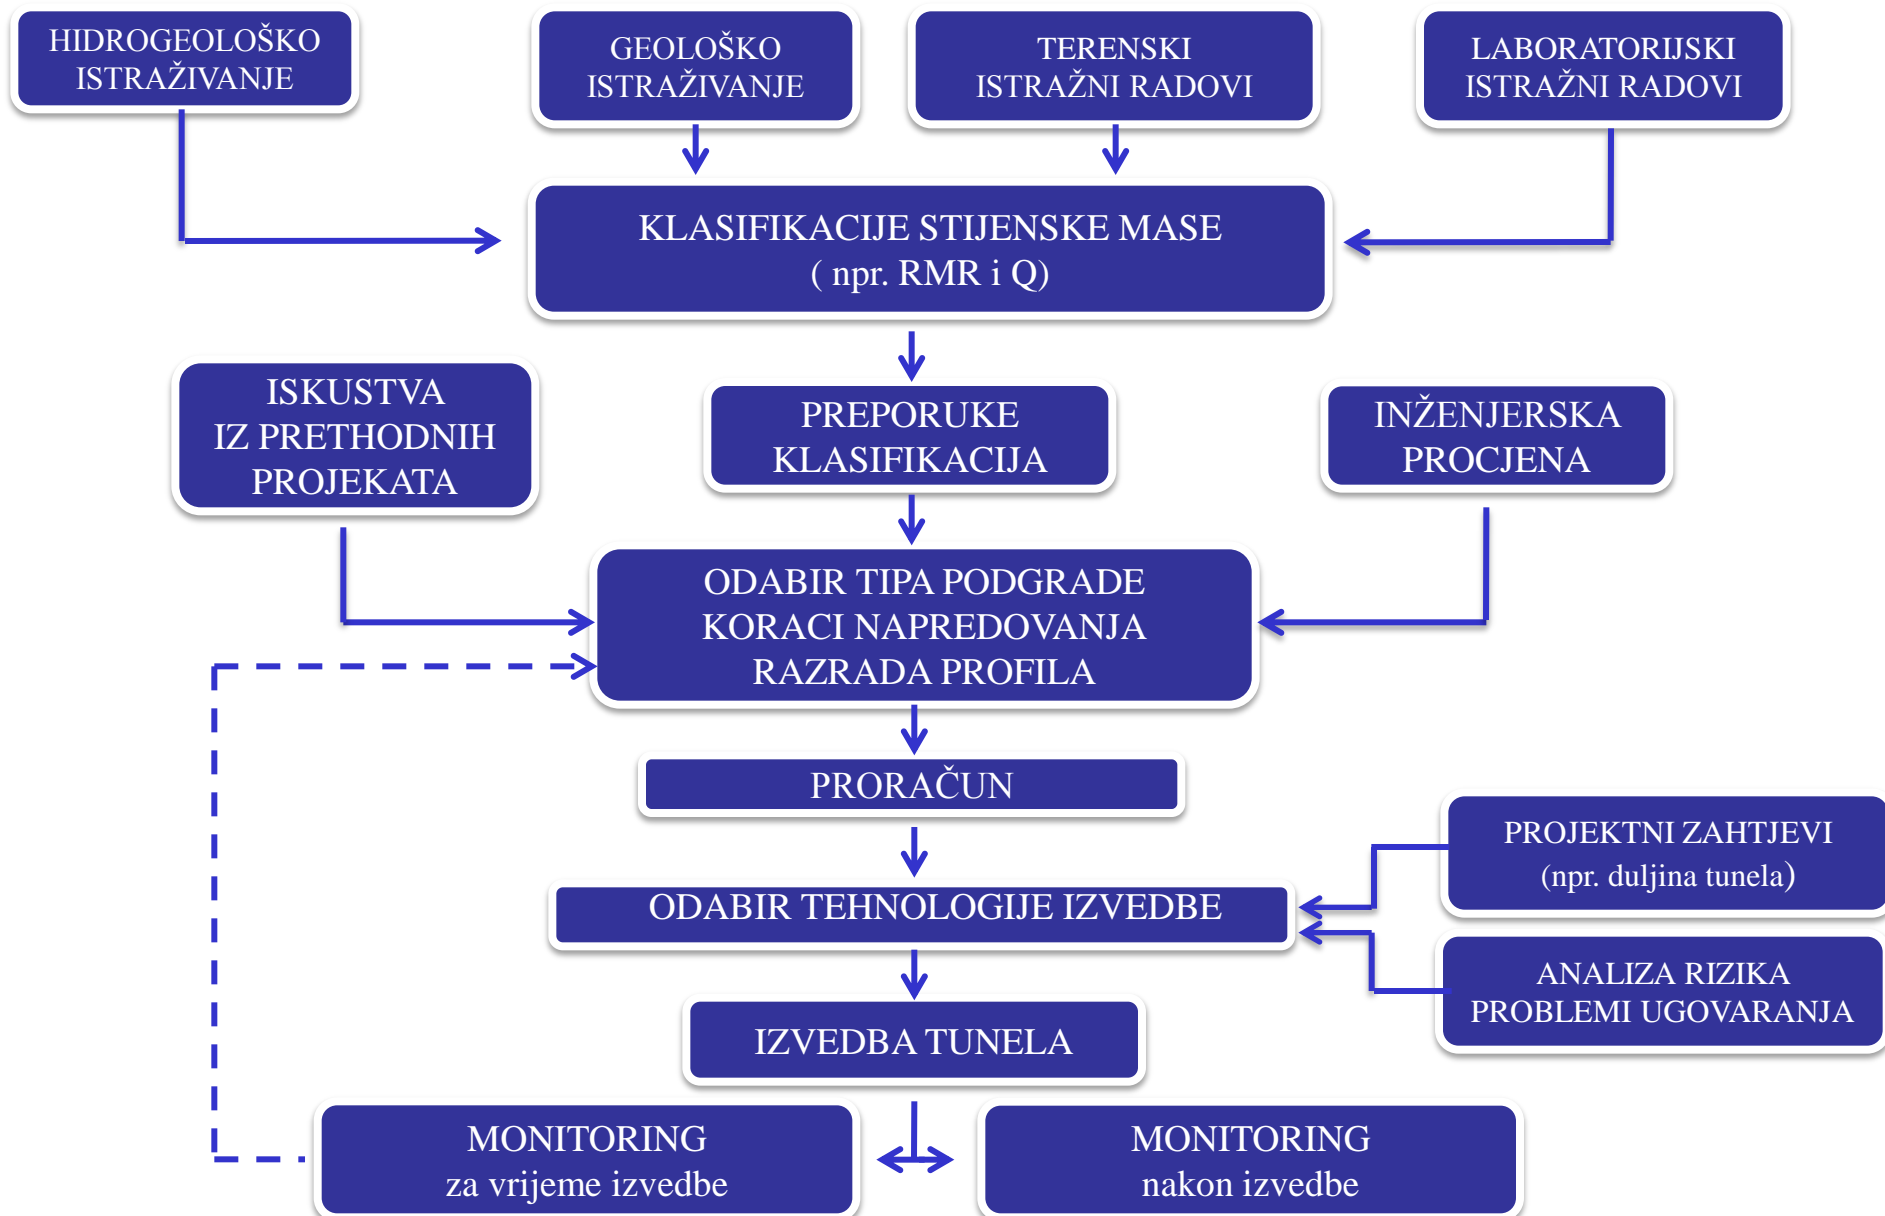 HIDROGEOLOŠKO
ISTRAŽIVANJE
GEOLOŠKO
ISTRAŽIVANJE
TERENSKI
ISTRAŽNI RADOVI
LABORATORIJSKI
ISTRAŽNI RADOVI
KLASIFIKACIJE STIJENSKE MASE
( npr. RMR i Q)
ISKUSTVA
IZ PRETHODNIH
PROJEKATA
PREPORUKE
KLASIFIKACIJA
INŽENJERSKA
PROCJENA
ODABIR TIPA PODGRADE
KORACI NAPREDOVANJA
RAZRADA PROFILA
PRORAČUN
PROJEKTNI ZAHTJEVI
(npr. duljina tunela)
ODABIR TEHNOLOGIJE IZVEDBE
ANALIZA RIZIKA
PROBLEMI UGOVARANJA
IZVEDBA TUNELA
MONITORING
za vrijeme izvedbe
MONITORING
nakon izvedbe